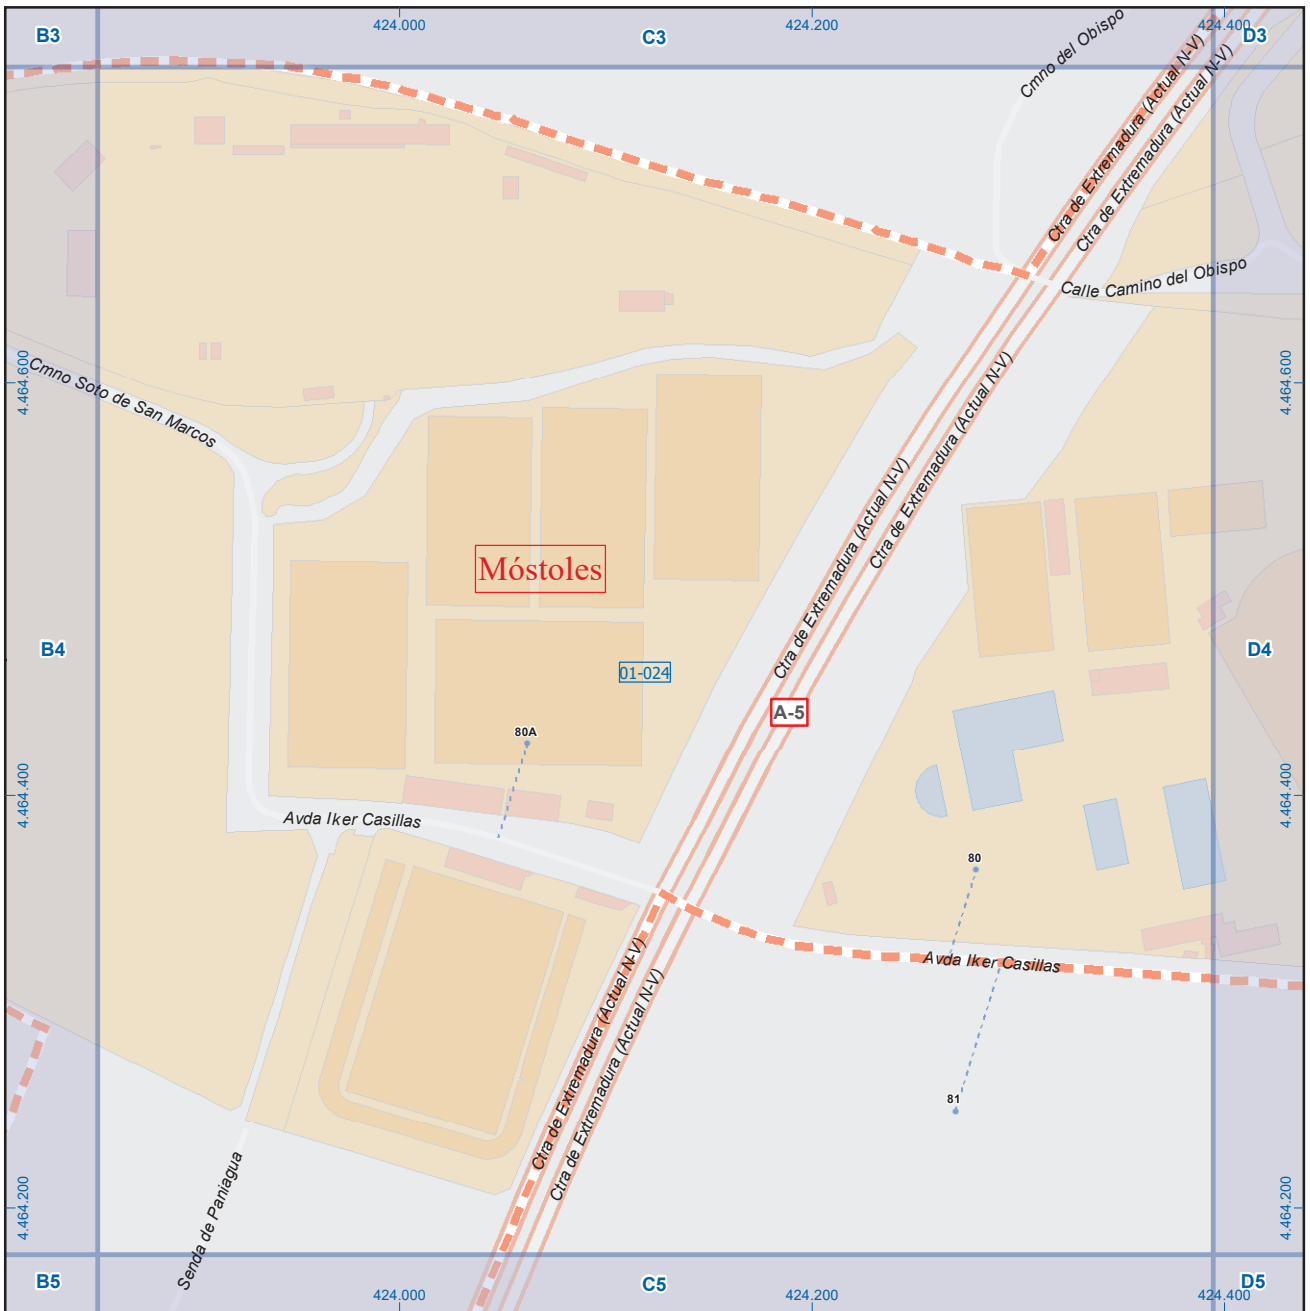 B3
424.000
424.200
424.400
C3
D3
Cmno del Obispo
Ctra de Extremadura (Actual N-V)
Ctra de Extremadura (Actual N-V)
Calle Camino del Obispo
4.464.600
4.464.600
Cmno Soto de San Marcos
Ctra de Extremadura (Actual N-V)
Ctra de Extremadura (Actual N-V)
Móstoles
B4
D4
01-024
A-5
80A
4.464.400
4.464.400
Avda Iker Casillas
80
Avda Iker Casillas
Ctra de Extremadura (Actual N-V)
Ctra de Extremadura (Actual N-V)
81
4.464.200
4.464.200
Senda de Paniagua
B5
C5
D5
424.000
424.200
424.400